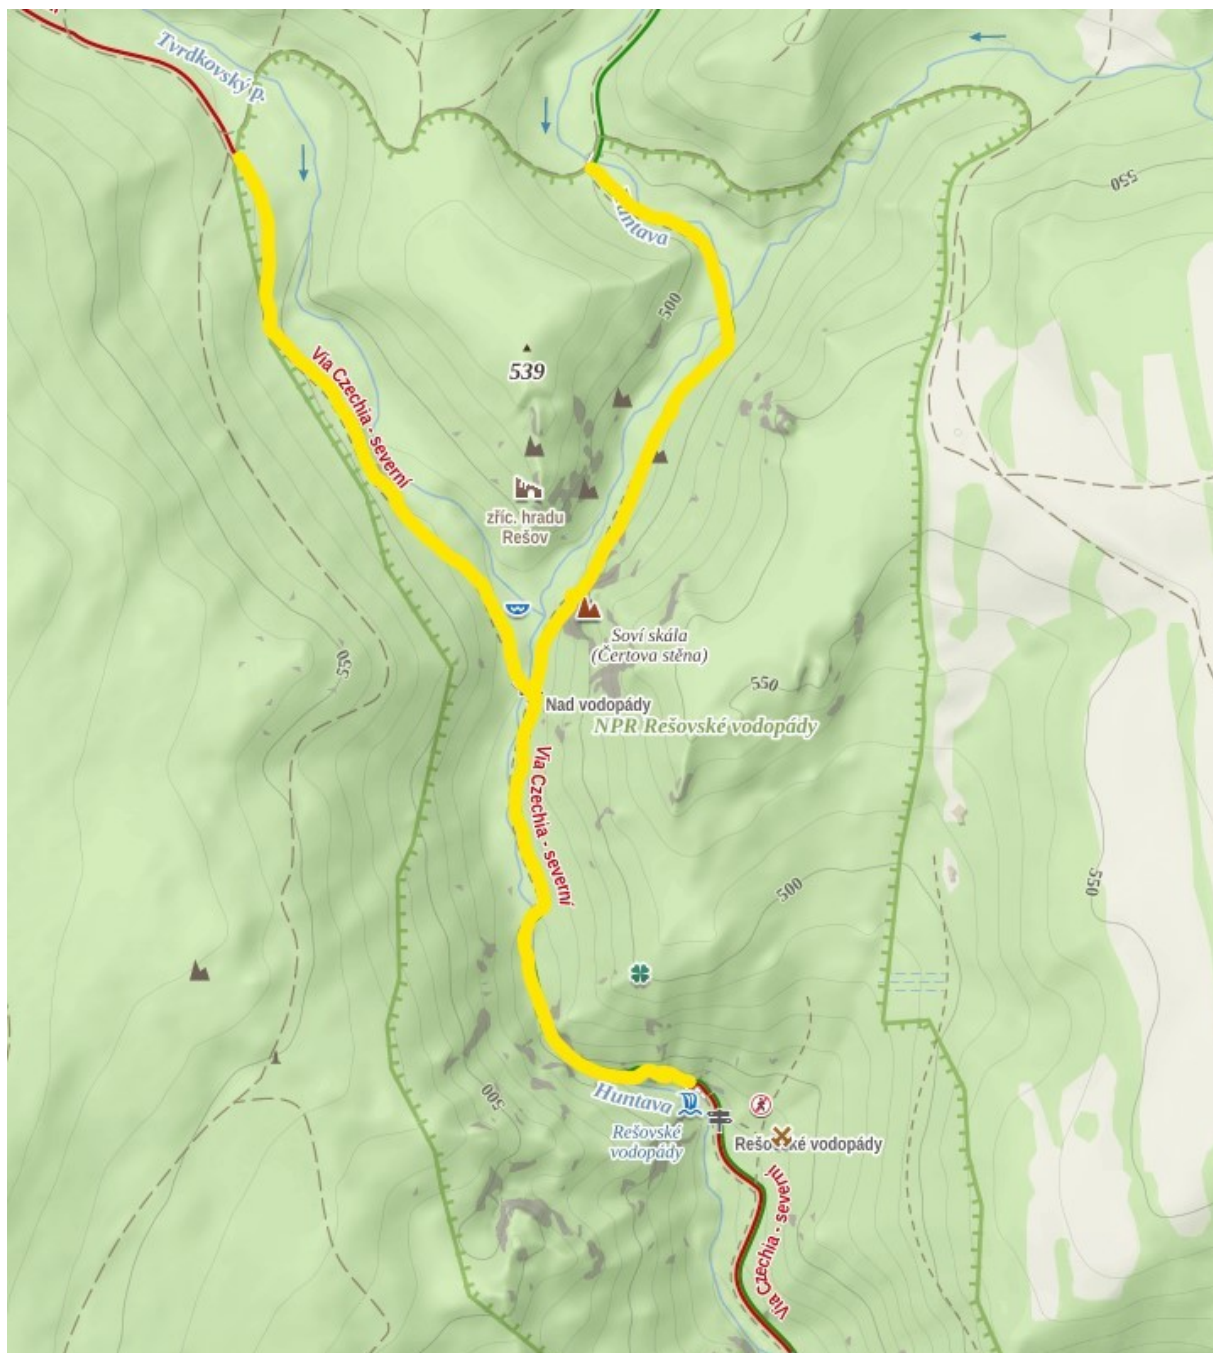 Tvrdkovský p.
550
500
Via Czechia - severní
539
zříc. hradu
Rešov
Soví skála
(Čertova stěna)
550
550
Nad vodopády
NPR Rešovské vodopády
Via Czechia - severní
500
550
500
Huntava
Rešovské
vodopády
Rešovské vodopády
Via Czechia - severní